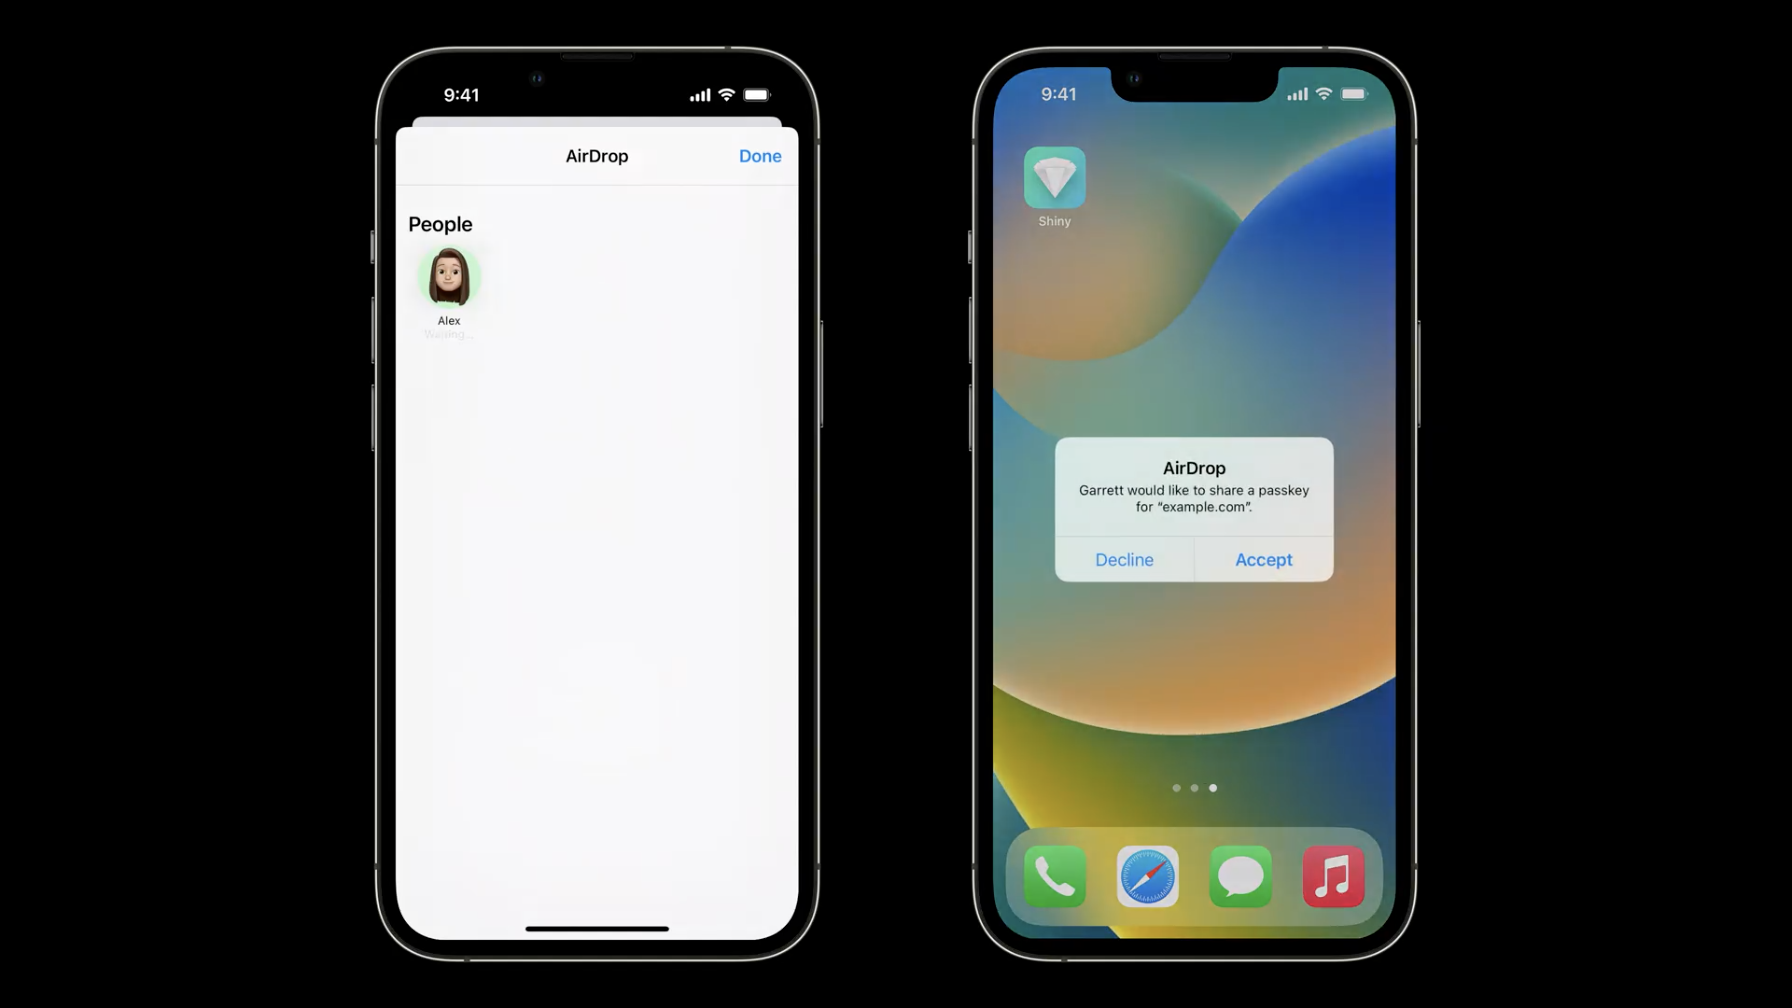 9:41
AirDrop
Done
People
Alex
Waiting...
9:41
Shiny
AirDrop
Garrett would like to share a passkey
for “example.com”.
Decline
Accept